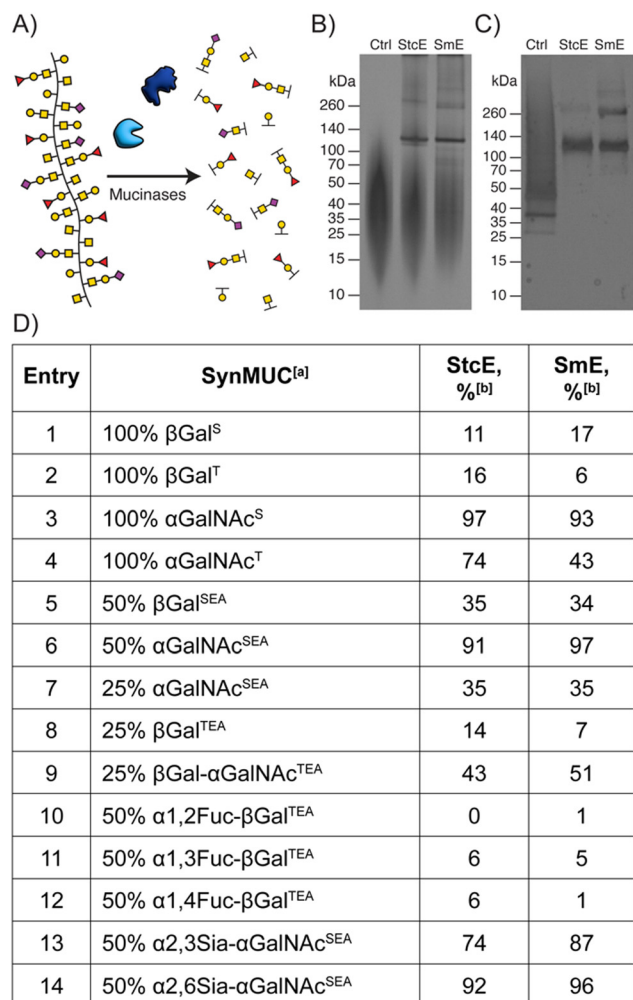 A)
Mucinases
B)
Ctrl StcE SmE
kDa
260
140
100
70
50
40
35
25
15
10
C)
Ctrl StcE SmE
kDa
260
140
100
70
50
40
35
25
15
10
D)
Entry SynMUC[a] StcE, %[b] SmE, %[b]
1 100% βGalS 11 17
2 100% βGalT 16 6
3 100% αGalNAcS 97 93
4 100% αGalNAcT 74 43
5 50% βGalSEA 35 34
6 50% αGalNAcSEA 91 97
7 25% αGalNAcSEA 35 35
8 25% βGalTEA 14 7
9 25% βGal-αGalNAcTEA 43 51
10 50% α1,2Fuc-βGalTEA 0 1
11 50% α1,3Fuc-βGalTEA 6 5
12 50% α1,4Fuc-βGalTEA 6 1
13 50% α2,3Sia-αGalNAcSEA 74 87
14 50% α2,6Sia-αGalNAcSEA 92 96